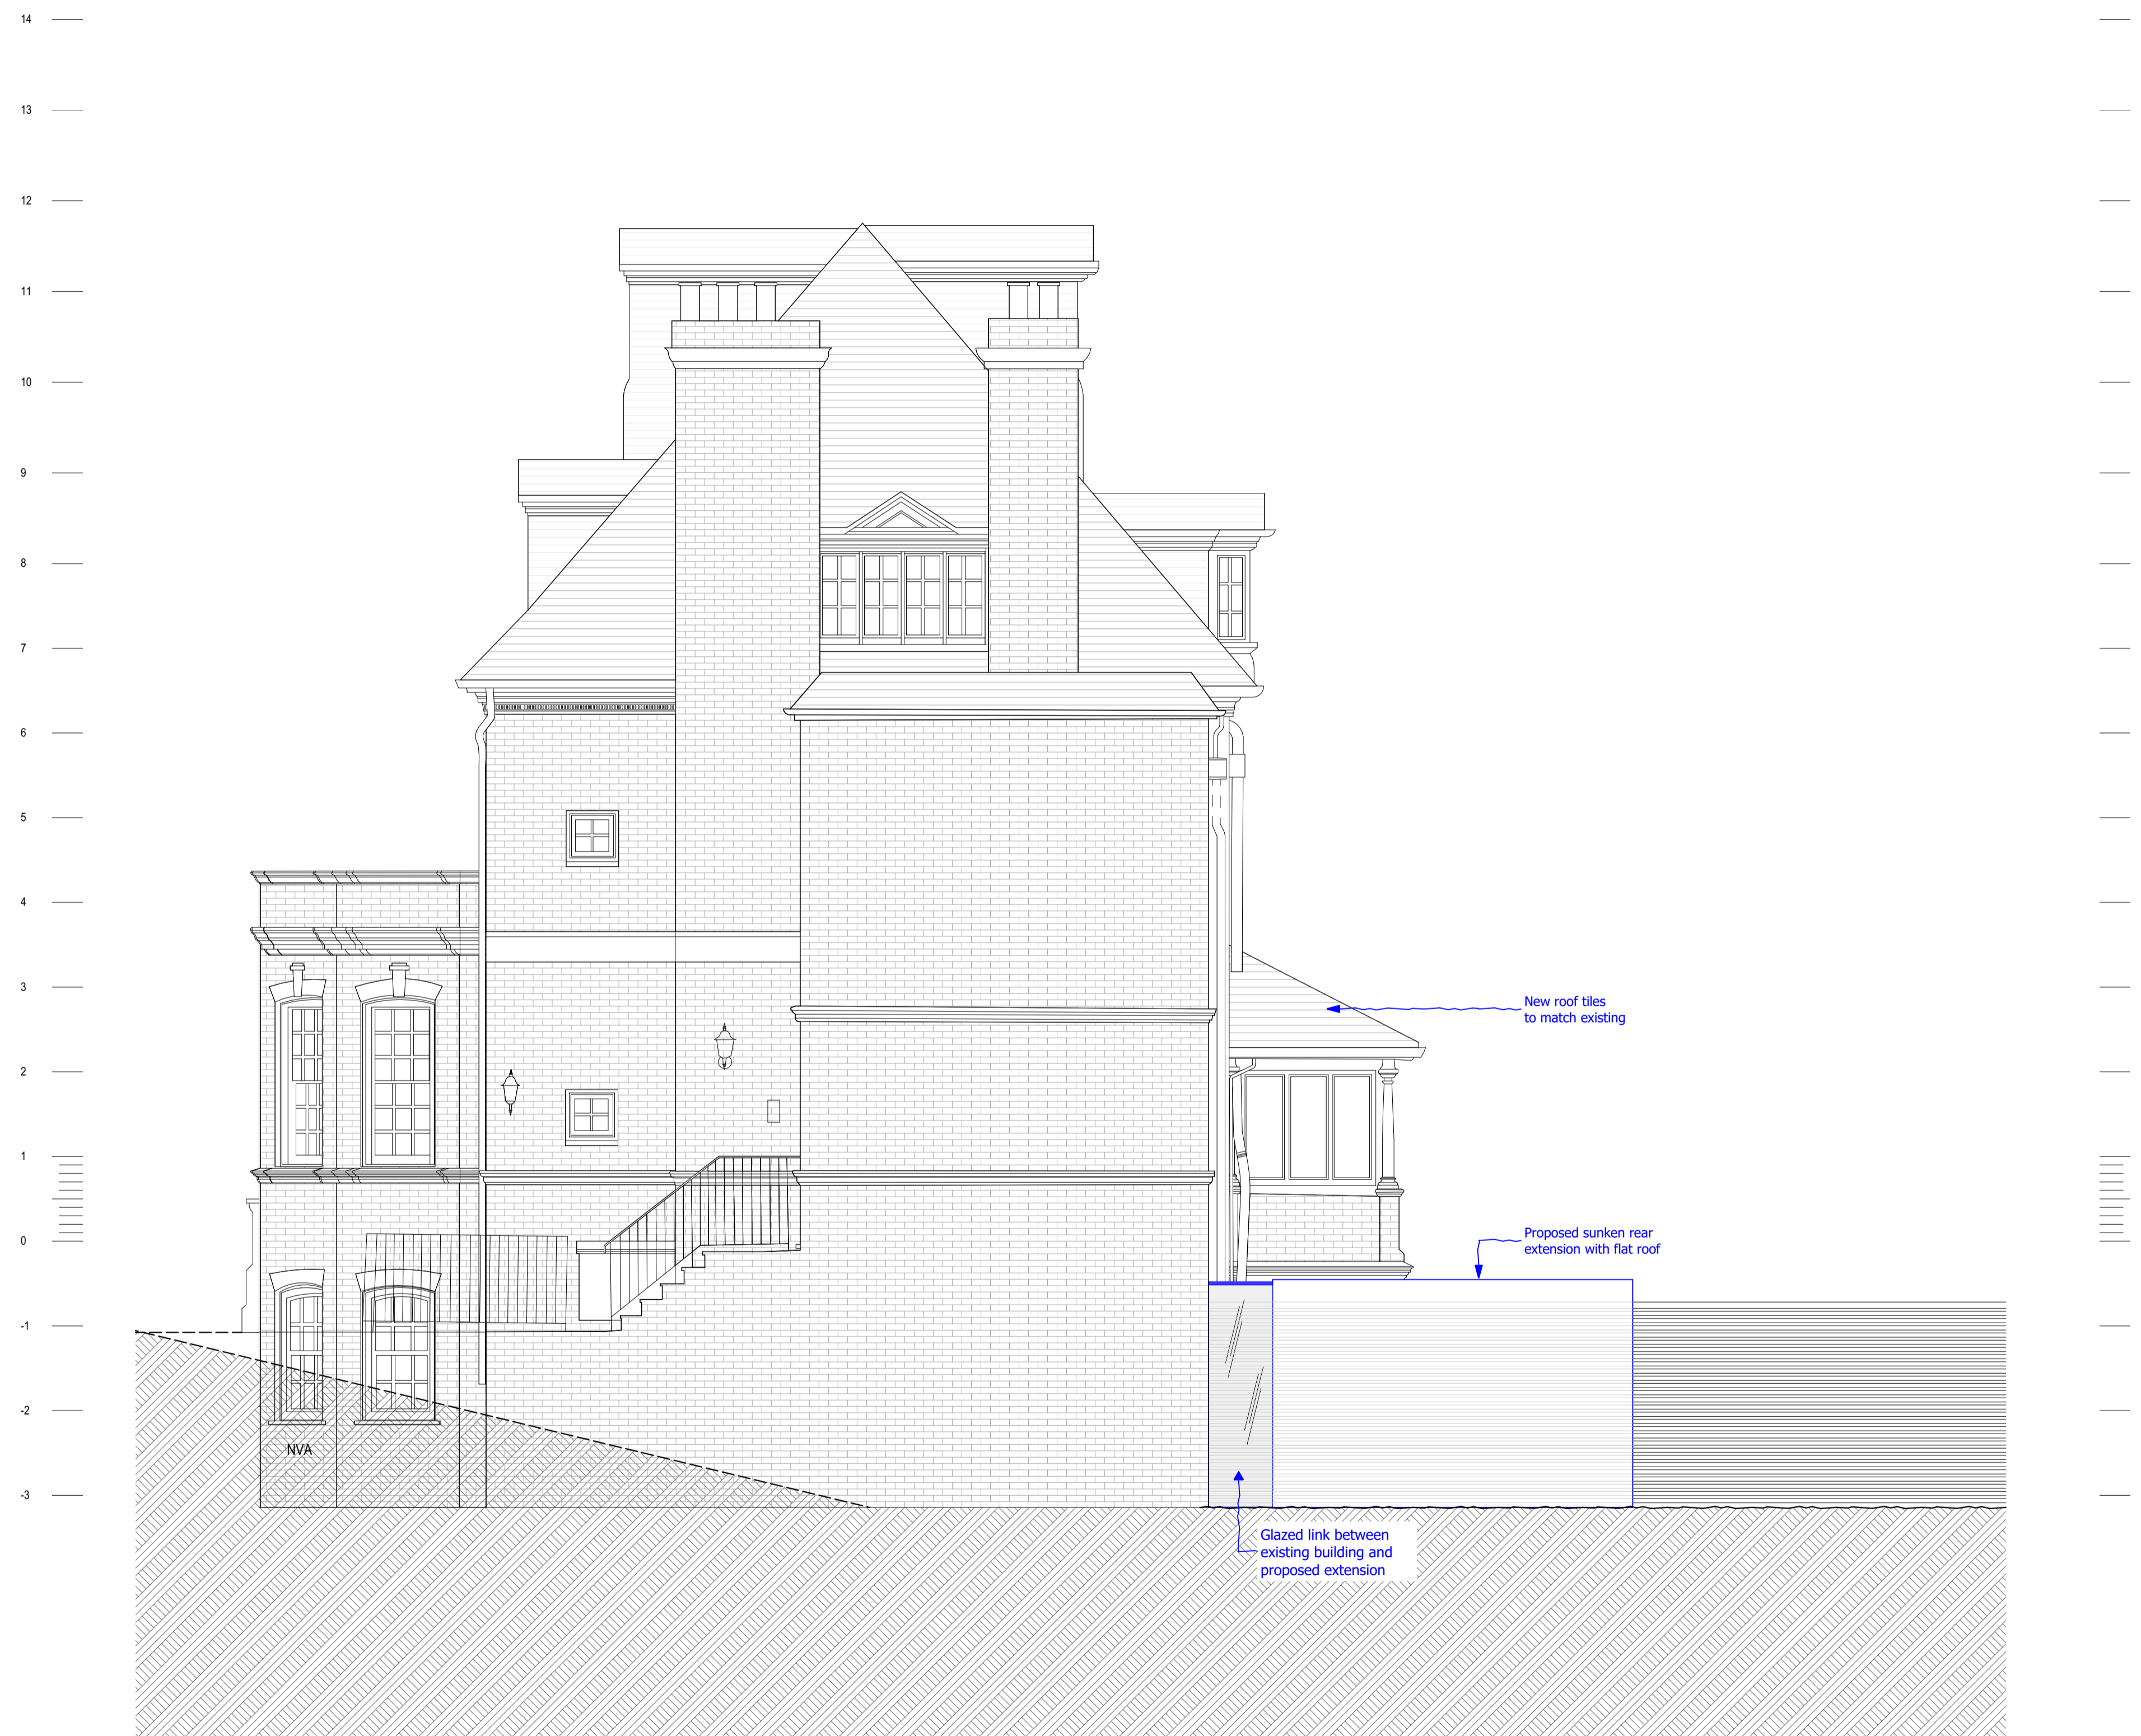 14
13
12
11
10
9
8
7
6
5
4
3
2
1
0
-1
-2
-3
New roof tiles
to match existing
Proposed sunken rear
extension with flat roof
NVA
Glazed link between
existing building and
proposed extension